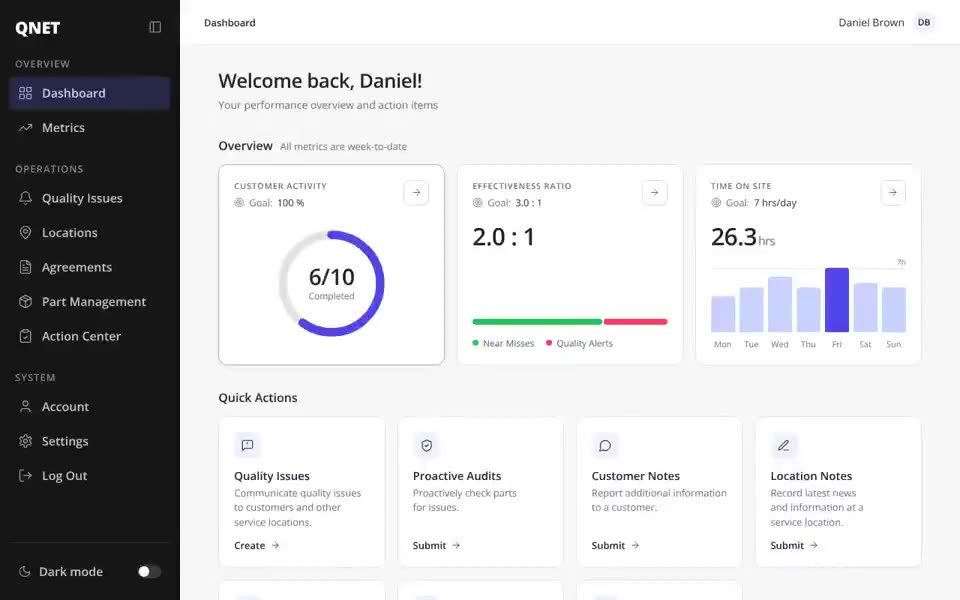 QNET
OVERVIEW
Dashboard
Metrics
OPERATIONS
Quality Issues
Locations
Agreements
Part Management
Action Center
SYSTEM
Account
Settings
Log Out
Dark mode
Dashboard
Daniel Brown DB
Welcome back, Daniel!
Your performance overview and action items
Overview All metrics are week-to-date
CUSTOMER ACTIVITY
Goal: 100 %
6/10
Completed
EFFECTIVENESS RATIO
Goal: 3.0 : 1
2.0 : 1
Near Misses Quality Alerts
TIME ON SITE
Goal: 7 hrs/day
26.3 hrs
7h
Mon Tue Wed Thu Fri Sat Sun
Quick Actions
Quality Issues
Communicate quality issues
to customers and other
service locations.
Create
Proactive Audits
Proactively check parts
for issues.
Submit
Customer Notes
Report additional information
to a customer.
Submit
Location Notes
Record latest news
and information at a
service location.
Submit